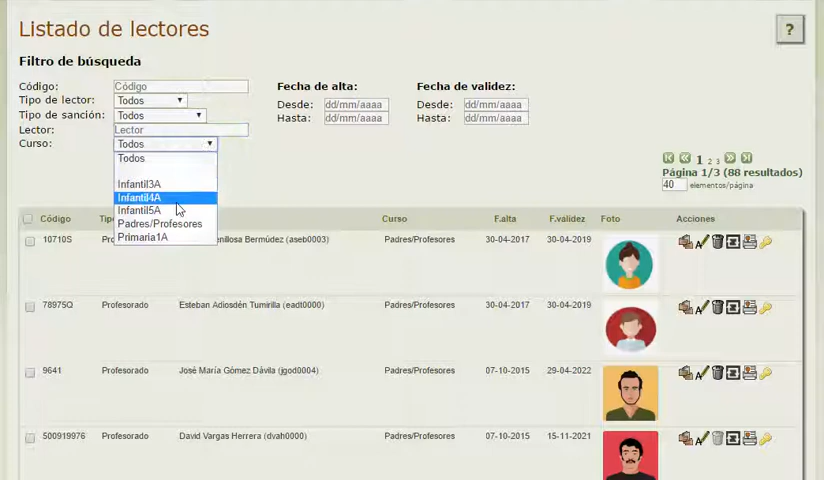 Listado de lectores
?
Filtro de búsqueda
Código: Código
Tipo de lector: Todos
Tipo de sanción: Todos
Lector: Lector
Curso: Todos
Todos
Infantil3A
Infantil4A
Infantil5A
Padres/Profesores
Primaria1A
Fecha de alta:
Desde: dd/mm/aaaa
Hasta: dd/mm/aaaa
Fecha de validez:
Desde: dd/mm/aaaa
Hasta: dd/mm/aaaa
1 2 3
Página 1/3 (88 resultados)
40 elementos/página
Código Curso F.alta F.validez Foto Acciones
10710S Bermúdez (aseb0003) Padres/Profesores 30-04-2017 30-04-2019
78975Q Profesorado Esteban Adiosdén Tumirilla (eadt0000) Padres/Profesores 30-04-2017 30-04-2019
9641 Profesorado José María Gómez Dávila (jgod0004) Padres/Profesores 07-10-2015 29-04-2022
500919976 Profesorado David Vargas Herrera (dvah0000) Padres/Profesores 07-10-2015 15-11-2021